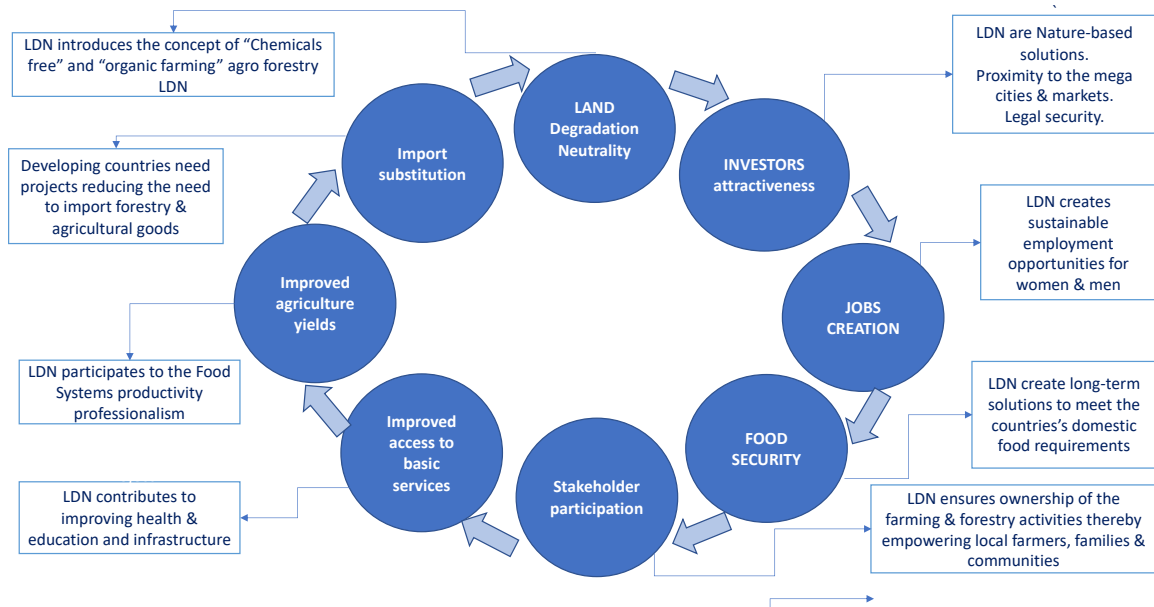 LDN introduces the concept of “Chemicals
free” and “organic farming” agro forestry
LDN
LAND
Degradation
Neutrality
LDN are Nature-based
solutions.
Proximity to the mega
cities & markets.
Legal security.
INVESTORS
attractiveness
LDN creates
sustainable
employment
opportunities for
women & men
JOBS
CREATION
LDN create long-term
solutions to meet the
countries’s domestic
food requirements
FOOD
SECURITY
LDN ensures ownership of the
farming & forestry activities thereby
empowering local farmers, families &
communities
Stakeholder
participation
Improved
access to
basic
services
LDN contributes to
improving health &
education and infrastructure
Improved
agriculture
yields
LDN participates to the Food
Systems productivity
professionalism
Import
substitution
Developing countries need
projects reducing the need
to import forestry &
agricultural goods